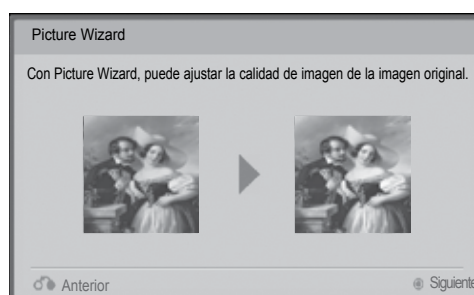 Picture Wizard
Con Picture Wizard, puede ajustar la calidad de imagen de la imagen original.
Anterior
Siguiente